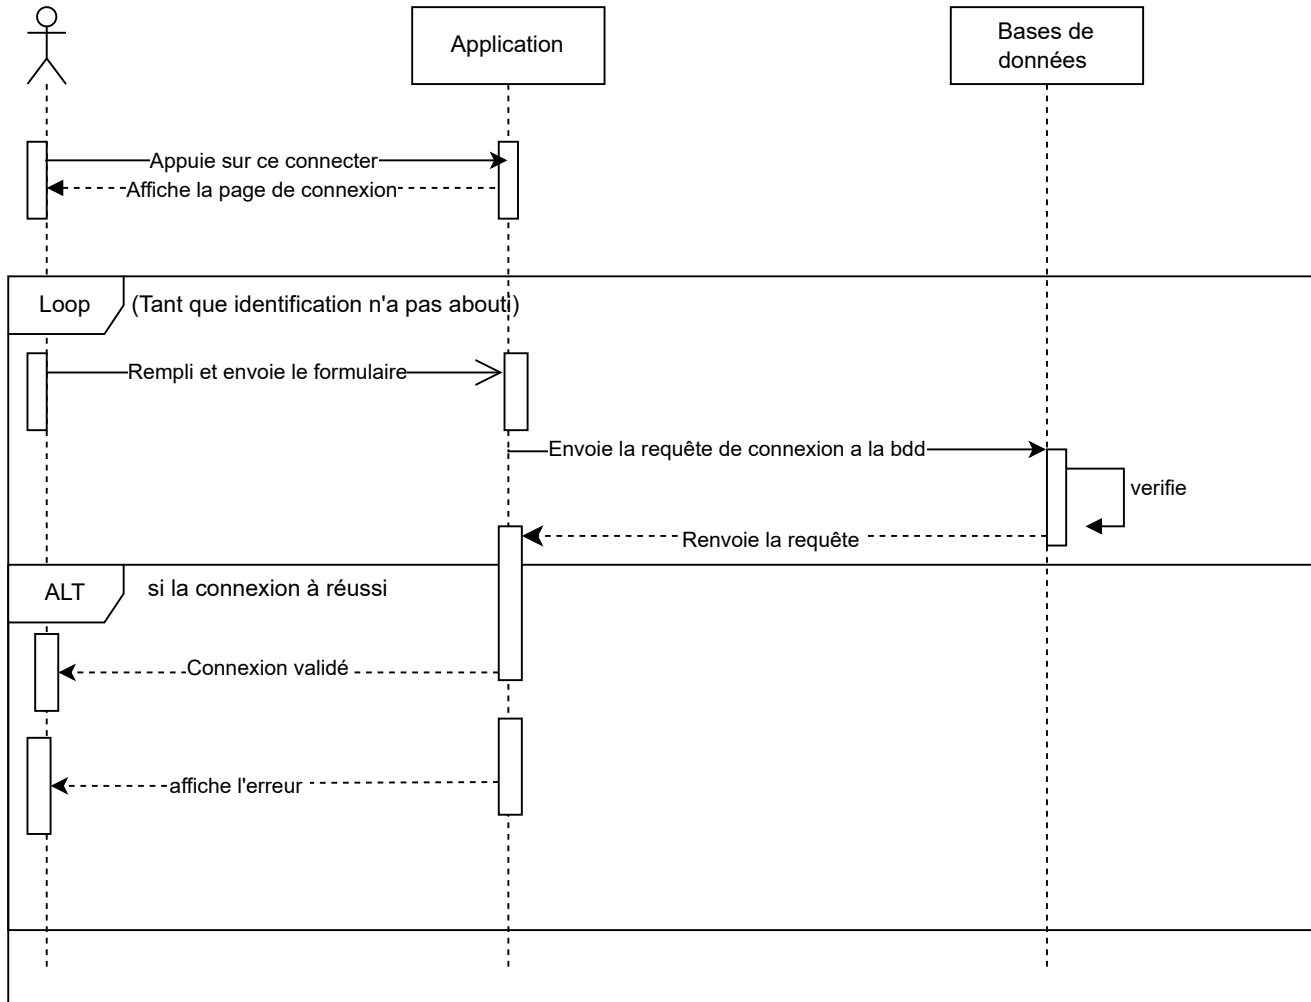 Application
Bases de
données
Appuie sur ce connecter
Affiche la page de connexion
Loop
(Tant que identification n'a pas abouti)
Rempli et envoie le formulaire
Envoie la requête de connexion a la bdd
verifie
Renvoie la requête
ALT
si la connexion à réussi
Connexion validé
affiche l'erreur